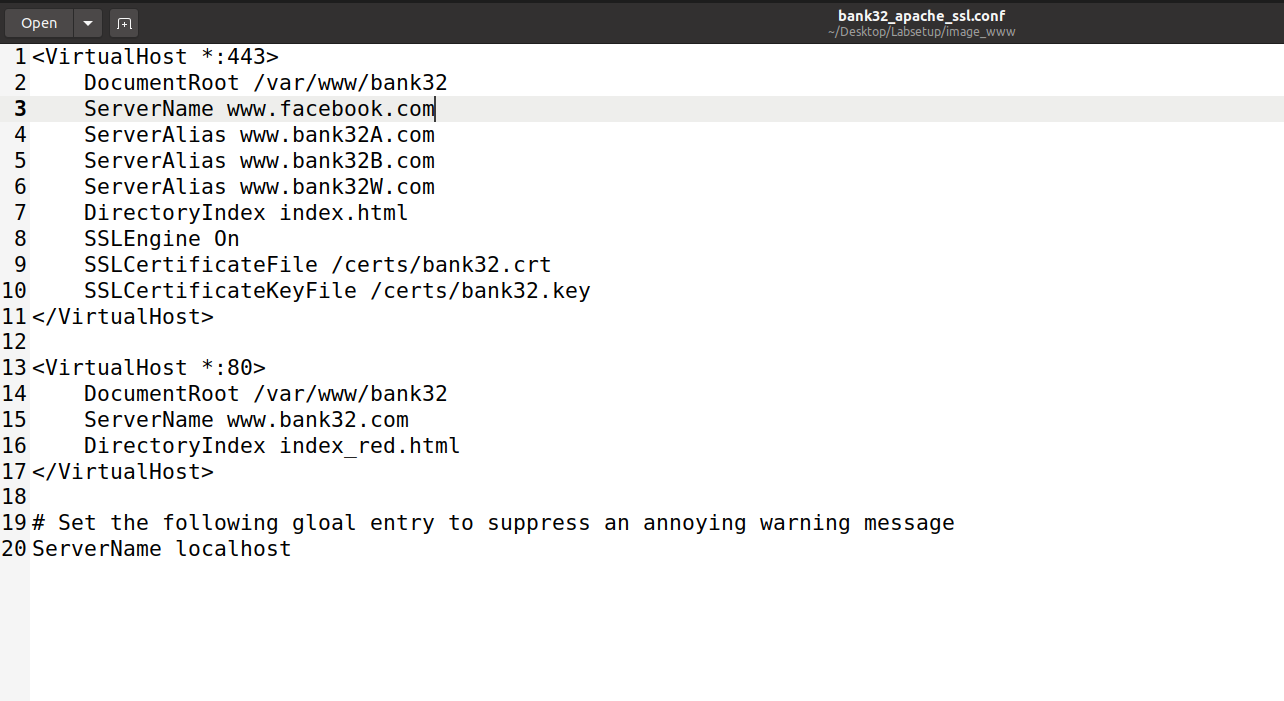 Open
bank32_apache_ssl.conf
~/Desktop/Labsetup/image_www
1 <VirtualHost *:443>
2     DocumentRoot /var/www/bank32
3     ServerName www.facebook.com
4     ServerAlias www.bank32A.com
5     ServerAlias www.bank32B.com
6     ServerAlias www.bank32W.com
7     DirectoryIndex index.html
8     SSLEngine On
9     SSLCertificateFile /certs/bank32.crt
10     SSLCertificateKeyFile /certs/bank32.key
11 </VirtualHost>
12
13 <VirtualHost *:80>
14     DocumentRoot /var/www/bank32
15     ServerName www.bank32.com
16     DirectoryIndex index_red.html
17 </VirtualHost>
18
19 # Set the following gloal entry to suppress an annoying warning message
20 ServerName localhost